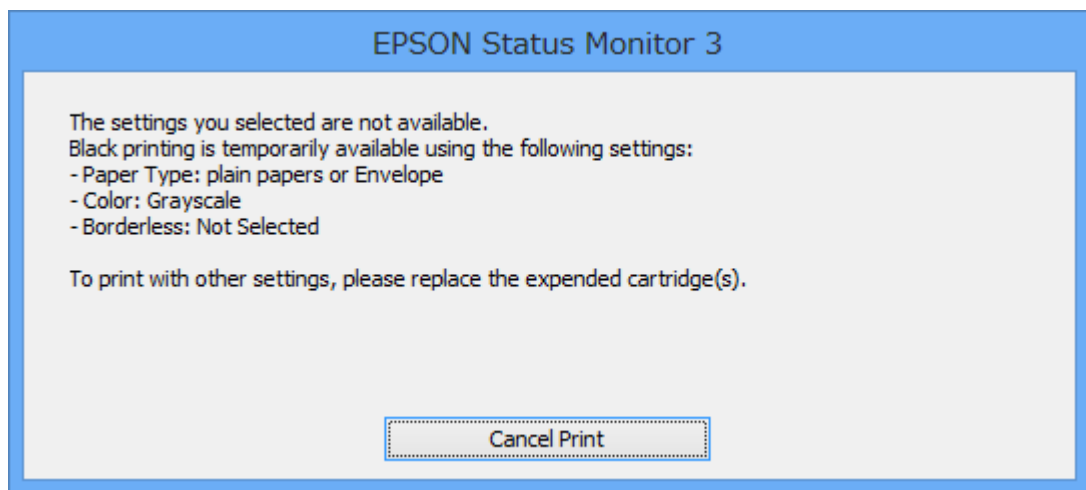 EPSON Status Monitor 3
The settings you selected are not available.
Black printing is temporarily available using the following settings:
- Paper Type: plain papers or Envelope
- Color: Grayscale
- Borderless: Not Selected
To print with other settings, please replace the expended cartridge(s).
Cancel Print